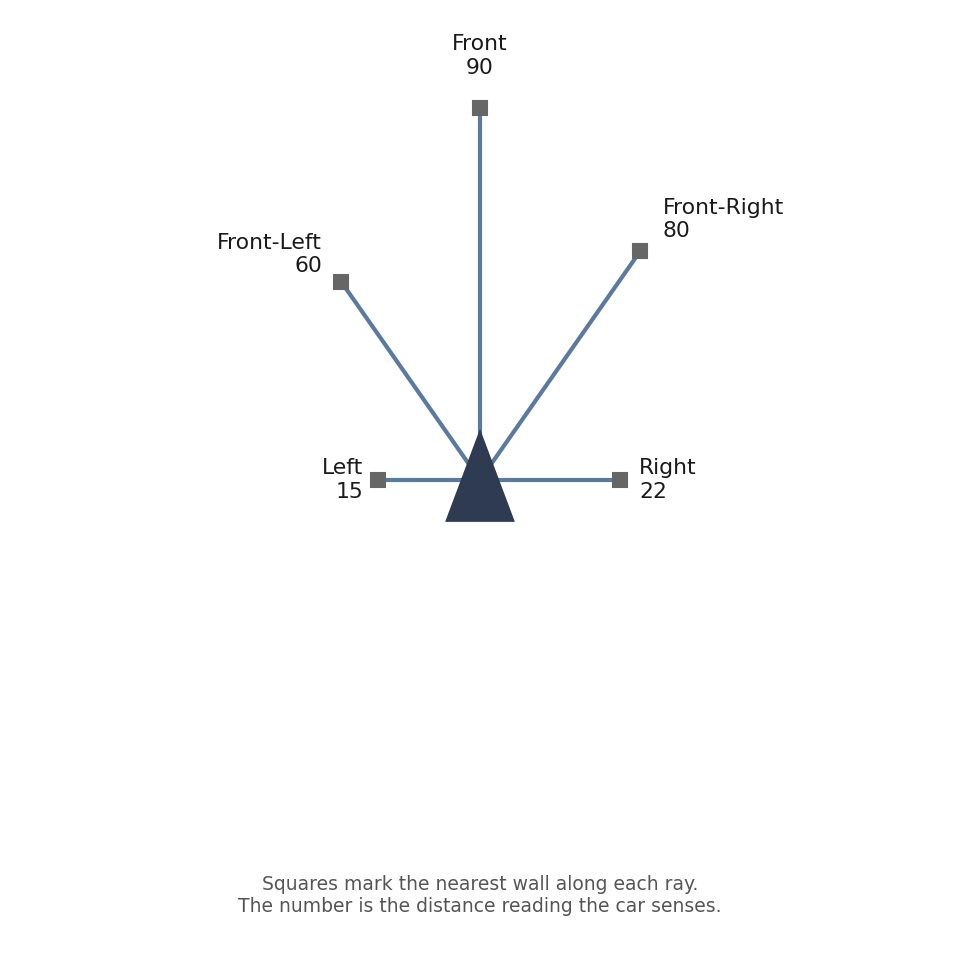 Front
90
Front-Right
80
Front-Left
60
Left
15
Right
22
Squares mark the nearest wall along each ray.
The number is the distance reading the car senses.